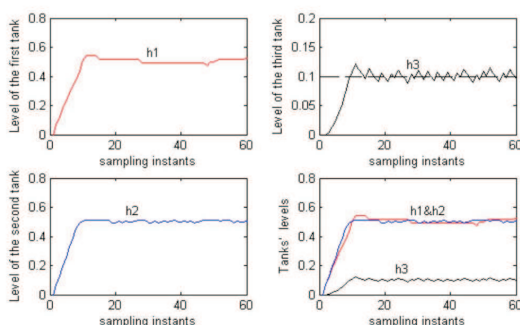 Level of the first tank
0.8
0.6
0.4
0.2
0
h1
0
20
40
60
sampling instants
Level of the third tank
0.2
0.15
0.1
0.05
0
h3
0
20
40
60
sampling instants
Level of the second tank
0.8
0.6
0.4
0.2
0
h2
0
20
40
60
sampling instants
Tanks' levels
0.8
0.6
0.4
0.2
0
h1&h2
h3
0
20
40
60
sampling instants